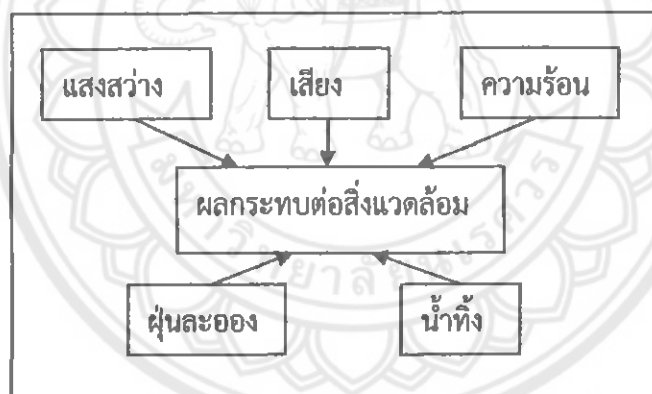 แสงสว่าง
เสียง
ความร้อน
ผลกระทบต่อสิ่งแวดล้อม
ฝุ่นละออง
น้ำทิ้ง